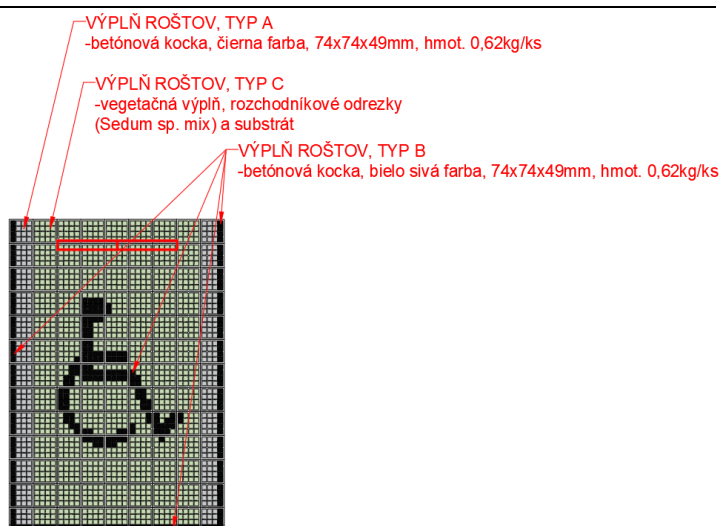 VÝPLŇ ROŠTOV, TYP A
-betónová kocka, čierna farba, 74x74x49mm, hmot. 0,62kg/ks
VÝPLŇ ROŠTOV, TYP C
-vegetačná výplň, rozchodníkové odrezky
(Sedum sp. mix) a substrát
VÝPLŇ ROŠTOV, TYP B
-betónová kocka, bielo sivá farba, 74x74x49mm, hmot. 0,62kg/ks